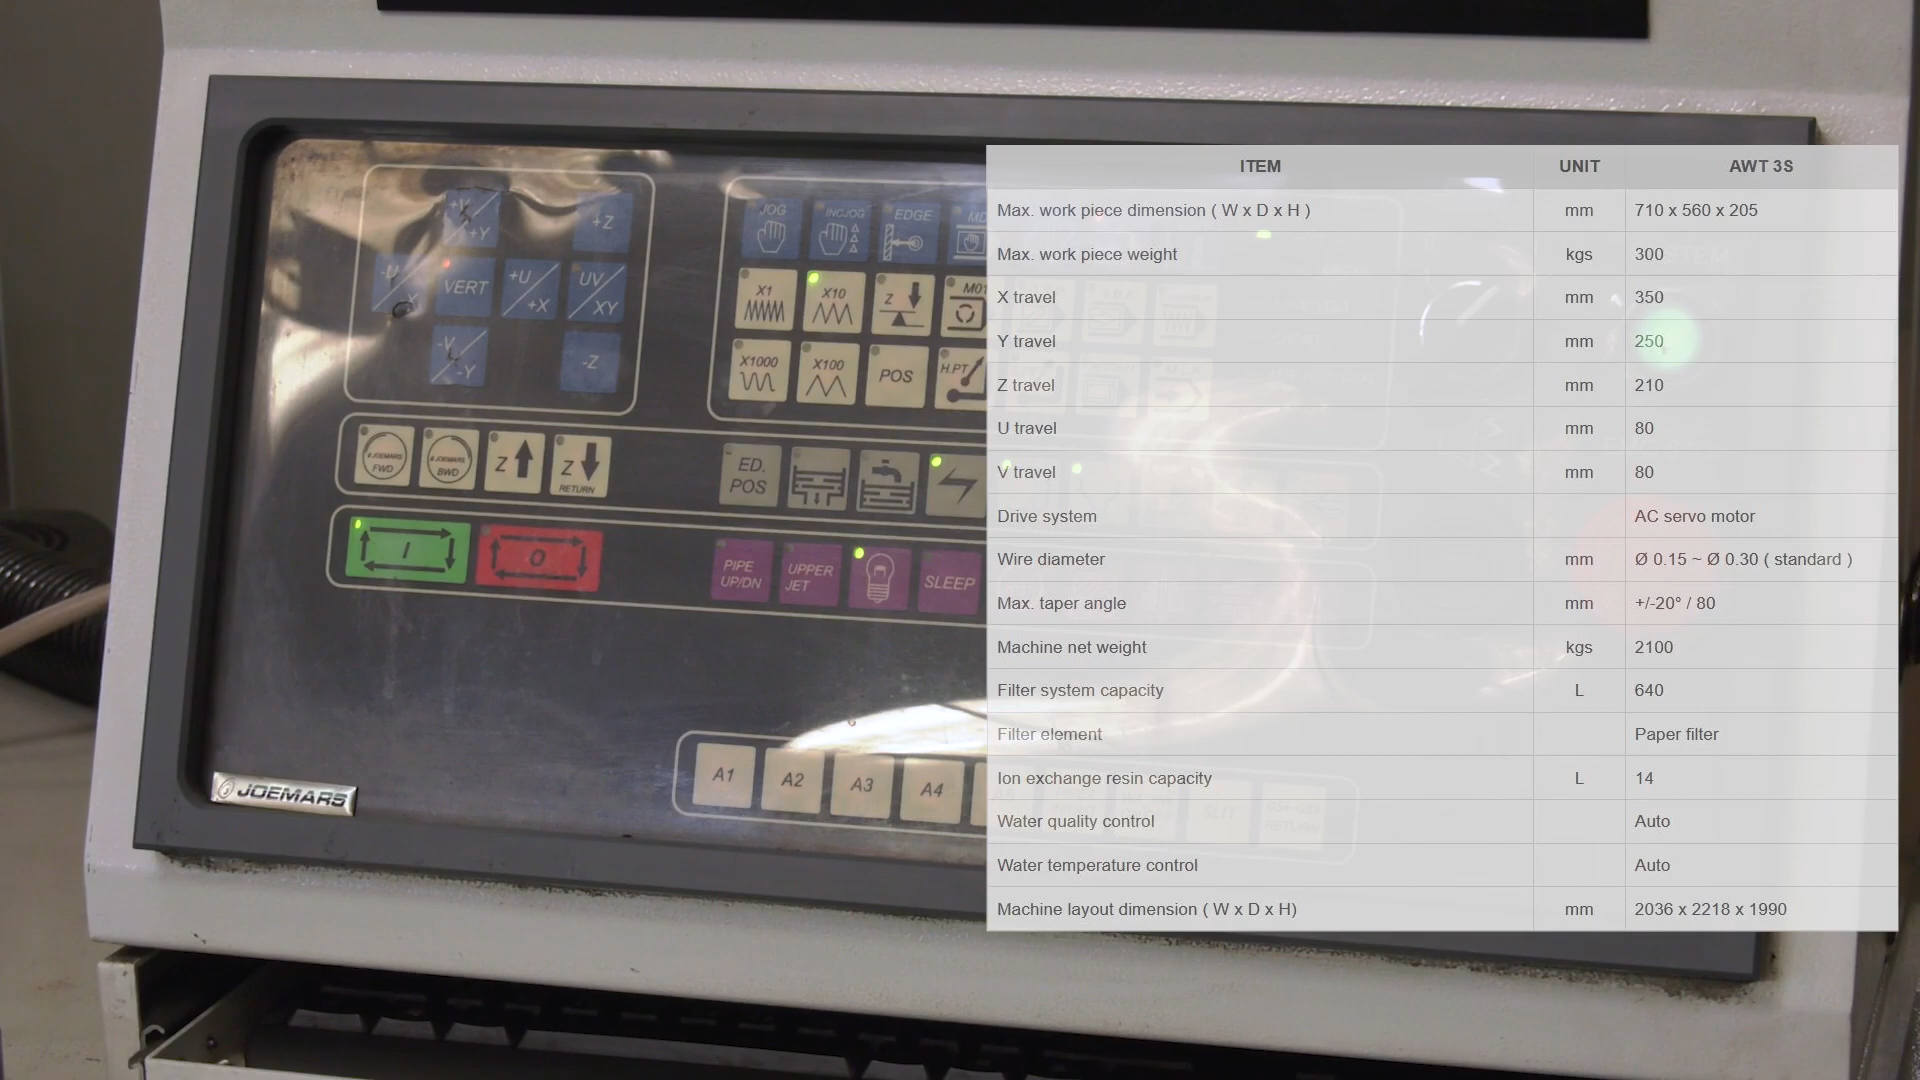 +V
+Y
+Z
-U
-X
VERT
+U
+X
UV
XY
-V
-Y
-Z
JOG
INCJOG
EDGE
X1
X10
Z
M01
X1000
X100
POS
H.PT
JOEMARS
FWD
JOEMARS
BWD
Z
Z
RETURN
ED.
POS
I
O
PIPE
UP/DN
UPPER
JET
SLEEP
A1
A2
A3
A4
JOEMARS
ITEM UNIT AWT 3S
Max. work piece dimension ( W x D x H ) mm 710 x 560 x 205
Max. work piece weight kgs 300
X travel mm 350
Y travel mm 250
Z travel mm 210
U travel mm 80
V travel mm 80
Drive system AC servo motor
Wire diameter mm Ø 0.15 ~ Ø 0.30 ( standard )
Max. taper angle mm +/-20° / 80
Machine net weight kgs 2100
Filter system capacity L 640
Filter element Paper filter
Ion exchange resin capacity L 14
Water quality control Auto
Water temperature control Auto
Machine layout dimension ( W x D x H) mm 2036 x 2218 x 1990